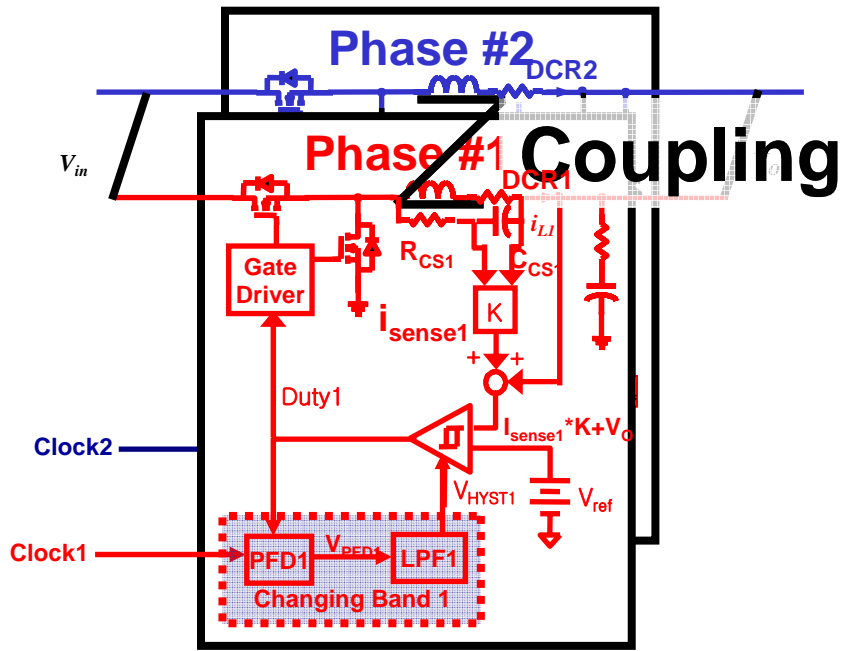 Phase #2
DCR2
V_in
Phase #1
Coupling
DCR1
i_L1
R_CS1
C_CS1
Gate
Driver
K
i_sense1
+ +
Duty1
I_sense1*K+V_O
Clock2
V_HYST1
V_ref
Clock1
PFD1
V_PFD1
LPF1
Changing Band 1